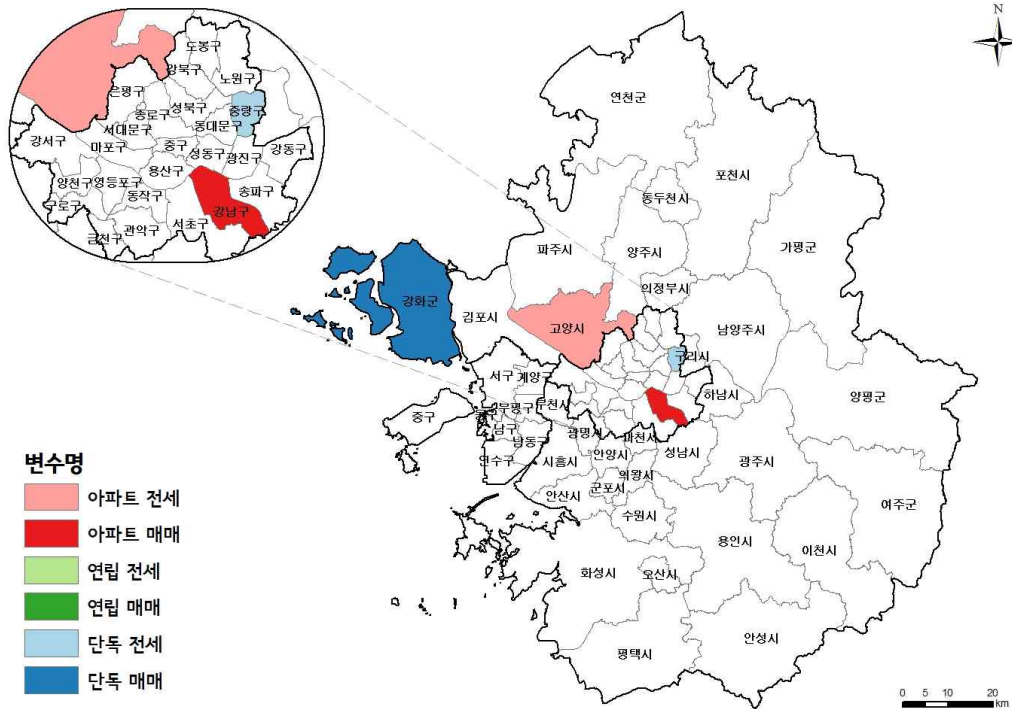 N
도봉구
강북구
노원구
은평구
성북구
중랑구
종로구
서대문구
동대문구
강서구
마포구
중구
성동구
광진구
강동구
용산구
양천구
영등포구
동작구
송파구
강남구
구로구
서초구
관악구
금천구
연천군
포천시
동두천시
파주시
양주시
가평군
의정부시
강화군
김포시
고양시
남양주시
구리시
서구
계양구
하남시
양평군
중구
부평구
부천시
남구
남동구
광명시
과천시
연수구
시흥시
안양시
성남시
광주시
의왕시
군포시
안산시
여주군
수원시
용인시
이천시
화성시
오산시
평택시
안성시
변수명
아파트 전세
아파트 매매
연립 전세
연립 매매
단독 전세
단독 매매
0 5 10 20
km